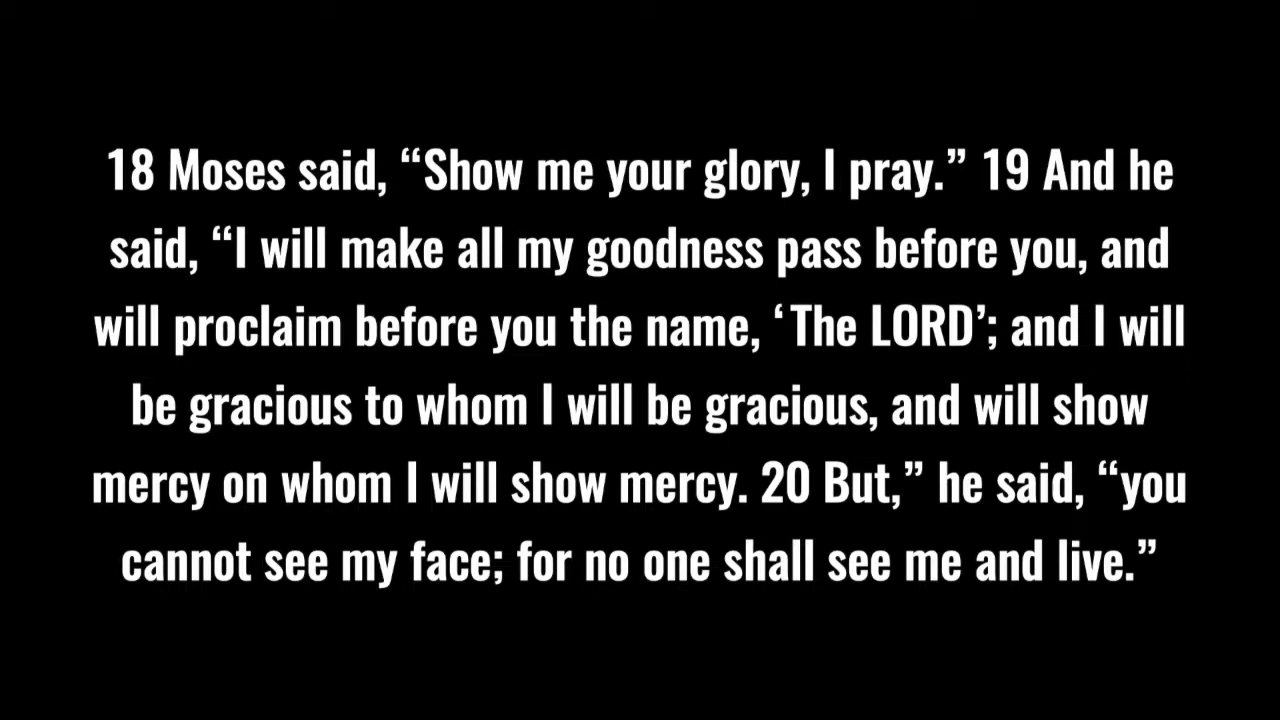 18 Moses said, “Show me your glory, I pray.” 19 And he
said, “I will make all my goodness pass before you, and
will proclaim before you the name, ‘The LORD’; and I will
be gracious to whom I will be gracious, and will show
mercy on whom I will show mercy. 20 But,” he said, “you
cannot see my face; for no one shall see me and live.”